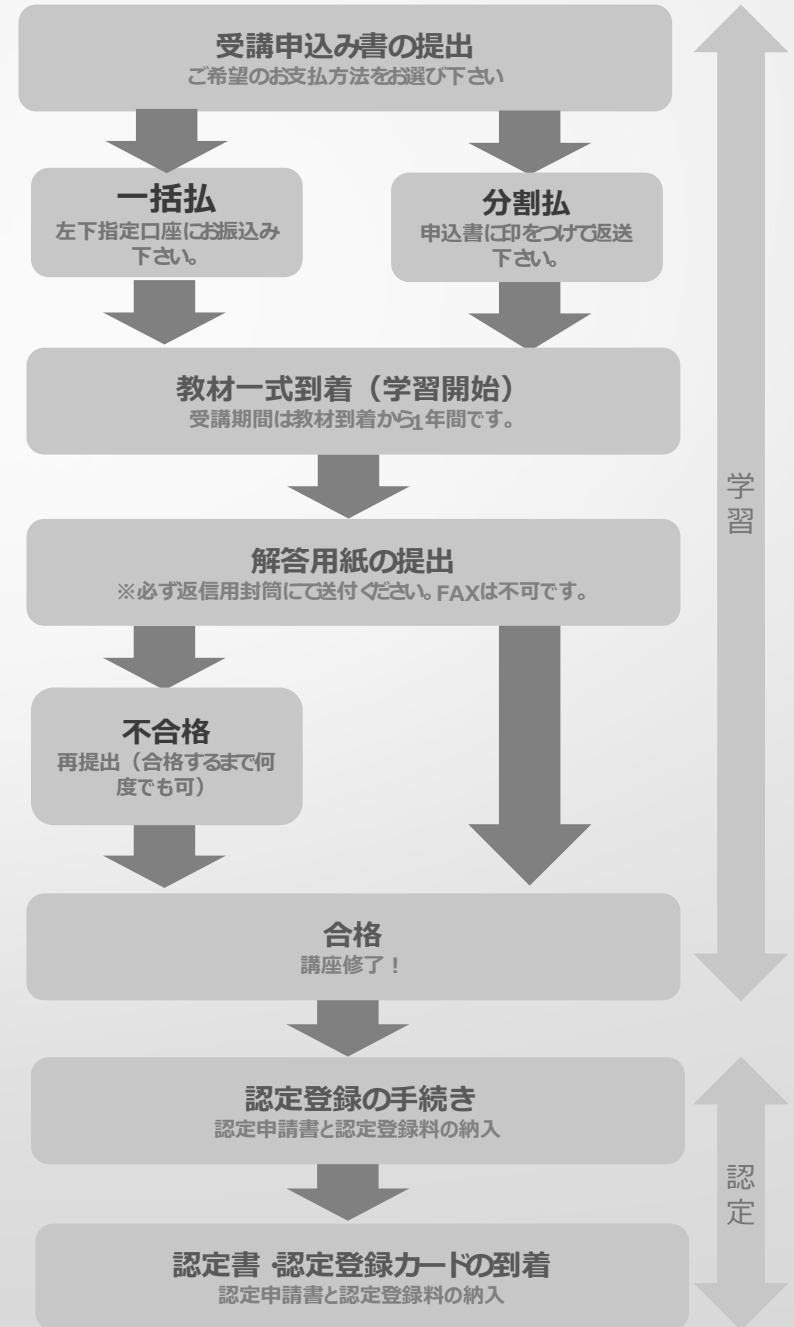 受講申込み書の提出
ご希望のお支払方法をお選び下さい
一括払
左下指定口座にお振込み
下さい。
分割払
申込書に印をつけて返送
下さい。
教材一式到着（学習開始）
受講期間は教材到着から1年間です。
解答用紙の提出
※必ず返信用封筒にて送付ください。FAXは不可です。
不合格
再提出（合格するまで何
度でも可）
合格
講座修了！
学習
認定登録の手続き
認定申請書と認定登録料の納入
認定書・認定登録カードの到着
認定申請書と認定登録料の納入
認定